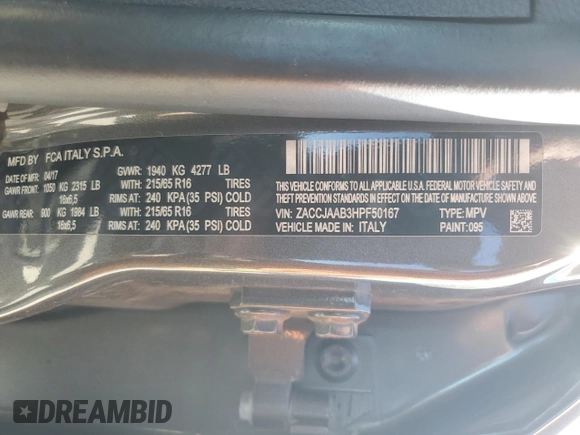 MFD BY FCA ITALY S.P.A.
DATE OF MFR 04/17 GVWR: 1940 KG 4277 LB
GAWR FRONT: 1050 KG 2315 LB WITH: 215/65 R16 TIRES
16x6,5 RIMS AT: 240 KPA (35 PSI) COLD
GAWR REAR: 900 KG 1984 LB WITH: 215/65 R16 TIRES
16x6,5 RIMS AT: 240 KPA (35 PSI) COLD
THIS VEHICLE CONFORMS TO ALL APPLICABLE U.S.A.
FEDERAL MOTOR VEHICLE SAFETY, BUMPER AND THEFT
PREVENTION STANDARDS IN EFFECT ON THE DATE
OF MANUFACTURE SHOWN ABOVE
VIN: ZACCJAAB3HPF50167 TYPE: MPV
VEHICLE MADE IN: ITALY PAINT: 095
DREAMBID